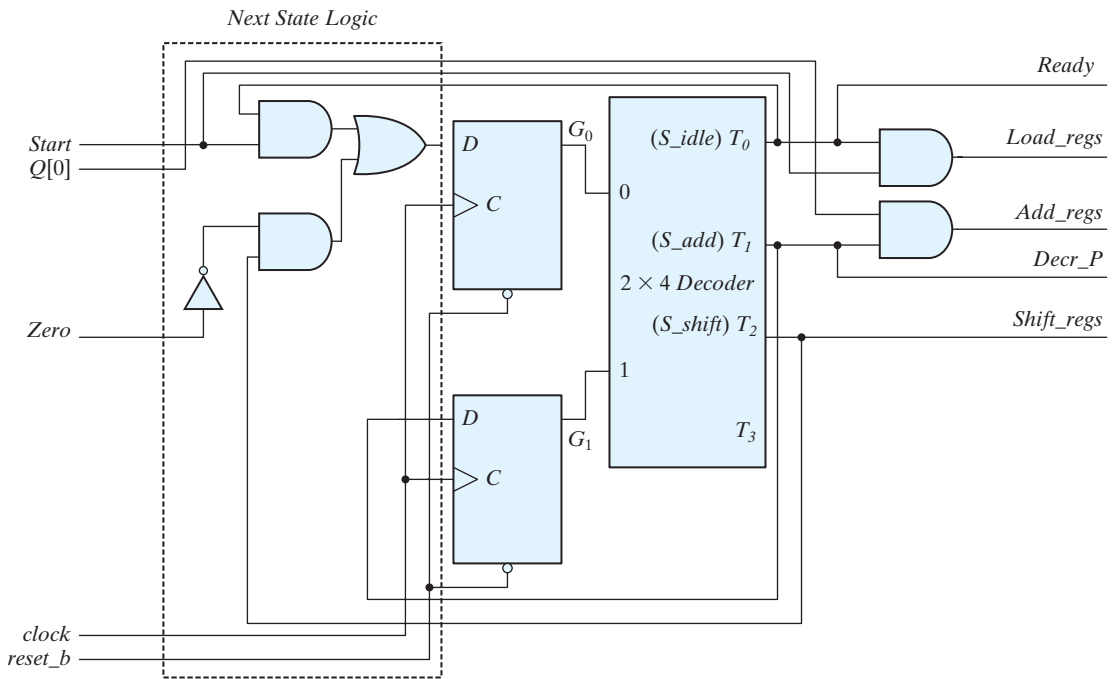 Next State Logic
Ready
Start
Q[0]
D
G0
(S_idle) T0
Load_regs
C
0
Add_regs
(S_add) T1
Decr_P
2 × 4 Decoder
Zero
(S_shift) T2
Shift_regs
1
D
G1
T3
C
clock
reset_b